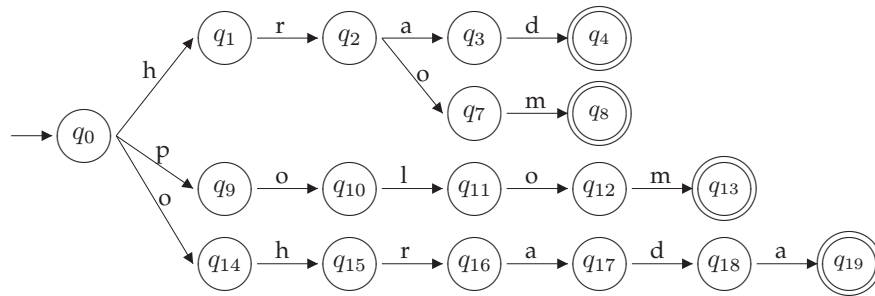 q1 r q2 a q3 d q4
h o
q7 m q8
q0
p
q9 o q10 l q11 o q12 m q13
o
q14 h q15 r q16 a q17 d q18 a q19